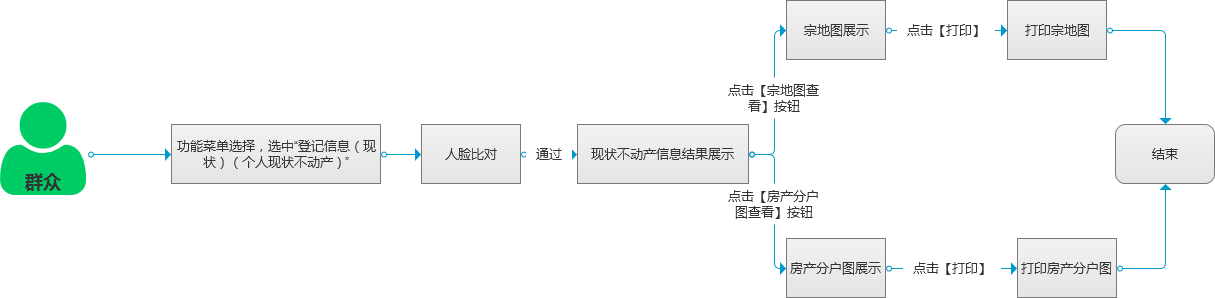 群众
功能菜单选择，选中“登记信息（现
状）（个人现状不动产）”
人脸比对
通过
现状不动产信息结果展示
点击【宗地图查
看】按钮
宗地图展示
点击【打印】
打印宗地图
点击【房产分户
图查看】按钮
房产分户图展示
点击【打印】
打印房产分户图
结束